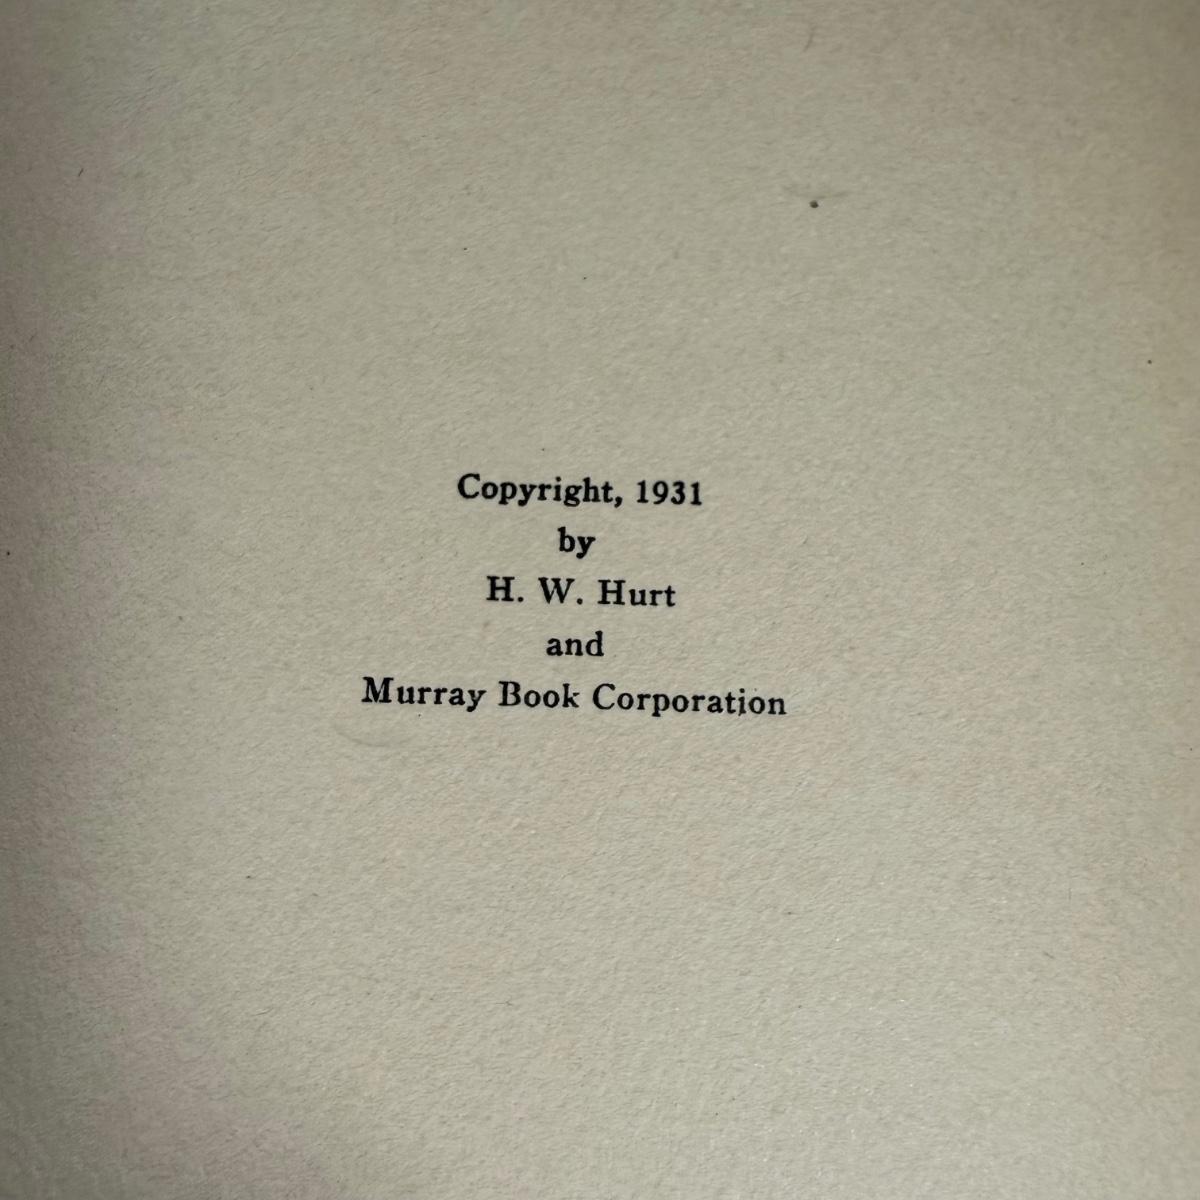 Copyright, 1931
by
H. W. Hurt
and
Murray Book Corporation